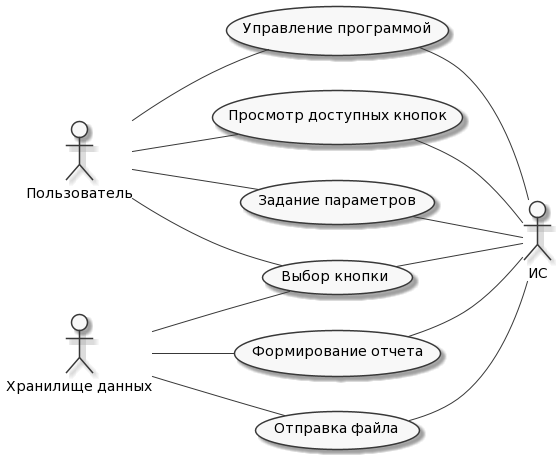 Управление программой
Просмотр доступных кнопок
Пользователь
Задание параметров
Выбор кнопки
ИС
Формирование отчета
Хранилище данных
Отправка файла